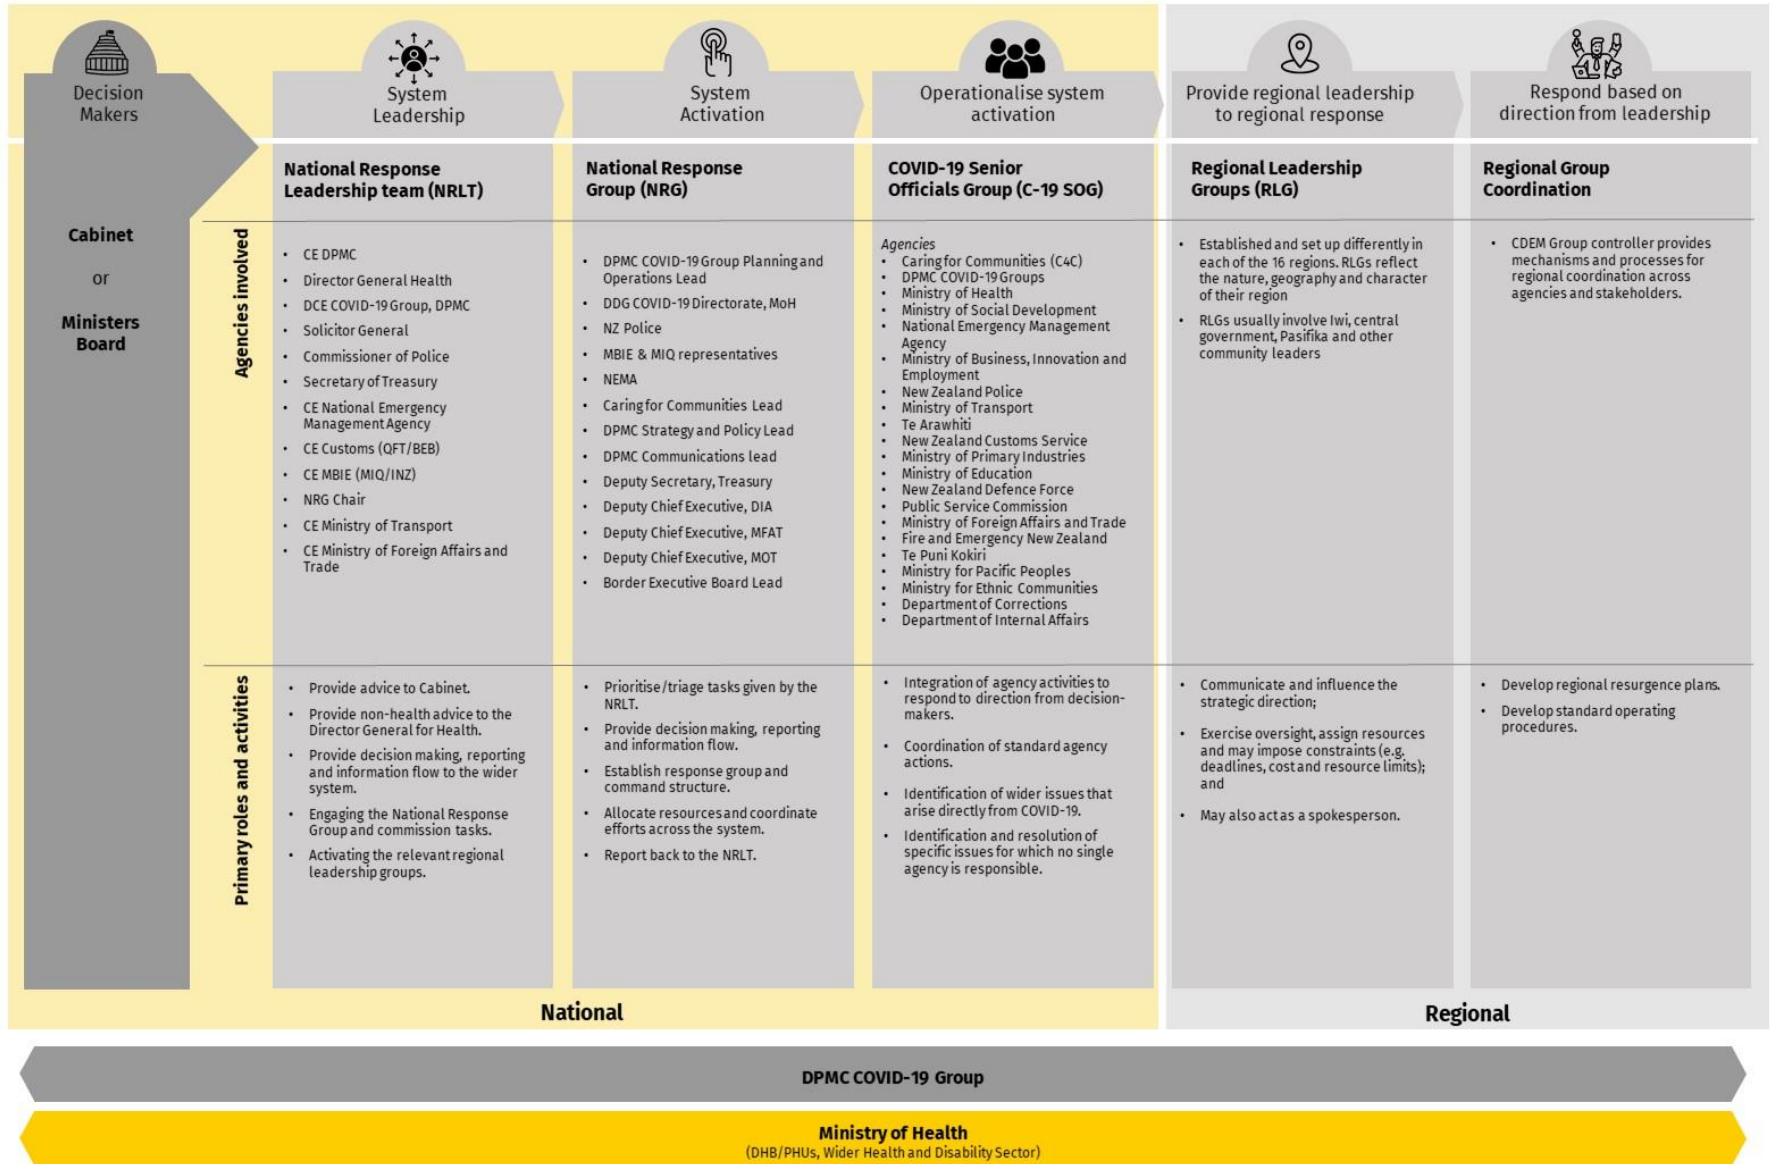 Decision
Makers
System
Leadership
System
Activation
Operationalise system
activation
Provide regional leadership
to regional response
Respond based on
direction from leadership
Cabinet
or
Ministers
Board
National Response
Leadership team (NRLT)
National Response
Group (NRG)
COVID-19 Senior
Officials Group (C-19 SOG)
Regional Leadership
Groups (RLG)
Regional Group
Coordination
Agencies involved
• CE DPMC
• Director General Health
• DCE COVID-19 Group, DPMC
• Solicitor General
• Commissioner of Police
• Secretary of Treasury
• CE National Emergency
Management Agency
• CE Customs (QFT/BEB)
• CE MBIE (MIQ/INZ)
• NRG Chair
• CE Ministry of Transport
• CE Ministry of Foreign Affairs and
Trade
• DPMC COVID-19 Group Planning and
Operations Lead
• DDG COVID-19 Directorate, MoH
• NZ Police
• MBIE & MIQ representatives
• NEMA
• Caring for Communities Lead
• DPMC Strategy and Policy Lead
• DPMC Communications lead
• Deputy Secretary, Treasury
• Deputy Chief Executive, DIA
• Deputy Chief Executive, MFAT
• Deputy Chief Executive, MOT
• Border Executive Board Lead
Agencies
• Caring for Communities (C4C)
• DPMC COVID-19 Groups
• Ministry of Health
• Ministry of Social Development
• National Emergency Management
Agency
• Ministry of Business, Innovation and
Employment
• New Zealand Police
• Ministry of Transport
• Te Arawhiti
• New Zealand Customs Service
• Ministry of Primary Industries
• Ministry of Education
• New Zealand Defence Force
• Public Service Commission
• Ministry of Foreign Affairs and Trade
• Fire and Emergency New Zealand
• Te Puni Kokiri
• Ministry for Pacific Peoples
• Ministry for Ethnic Communities
• Department of Corrections
• Department of Internal Affairs
• Established and set up differently in
each of the 16 regions. RLGs reflect
the nature, geography and character
of their region
• RLGs usually involve Iwi, central
government, Pasifika and other
community leaders
• CDEM Group controller provides
mechanisms and processes for
regional coordination across
agencies and stakeholders.
Primary roles and activities
• Provide advice to Cabinet.
• Provide non-health advice to the
Director General for Health.
• Provide decision making, reporting
and information flow to the wider
system.
• Engaging the National Response
Group and commission tasks.
• Activating the relevant regional
leadership groups.
• Prioritise/triage tasks given by the
NRLT.
• Provide decision making, reporting
and information flow.
• Establish response group and
command structure.
• Allocate resources and coordinate
efforts across the system.
• Report back to the NRLT.
• Integration of agency activities to
respond to direction from decision-
makers.
• Coordination of standard agency
actions.
• Identification of wider issues that
arise directly from COVID-19.
• Identification and resolution of
specific issues for which no single
agency is responsible.
• Communicate and influence the
strategic direction;
• Exercise oversight, assign resources
and may impose constraints (e.g.
deadlines, cost and resource limits);
and
• May also act as a spokesperson.
• Develop regional resurgence plans.
• Develop standard operating
procedures.
National
Regional
DPMC COVID-19 Group
Ministry of Health
(DHB/PHUs, Wider Health and Disability Sector)